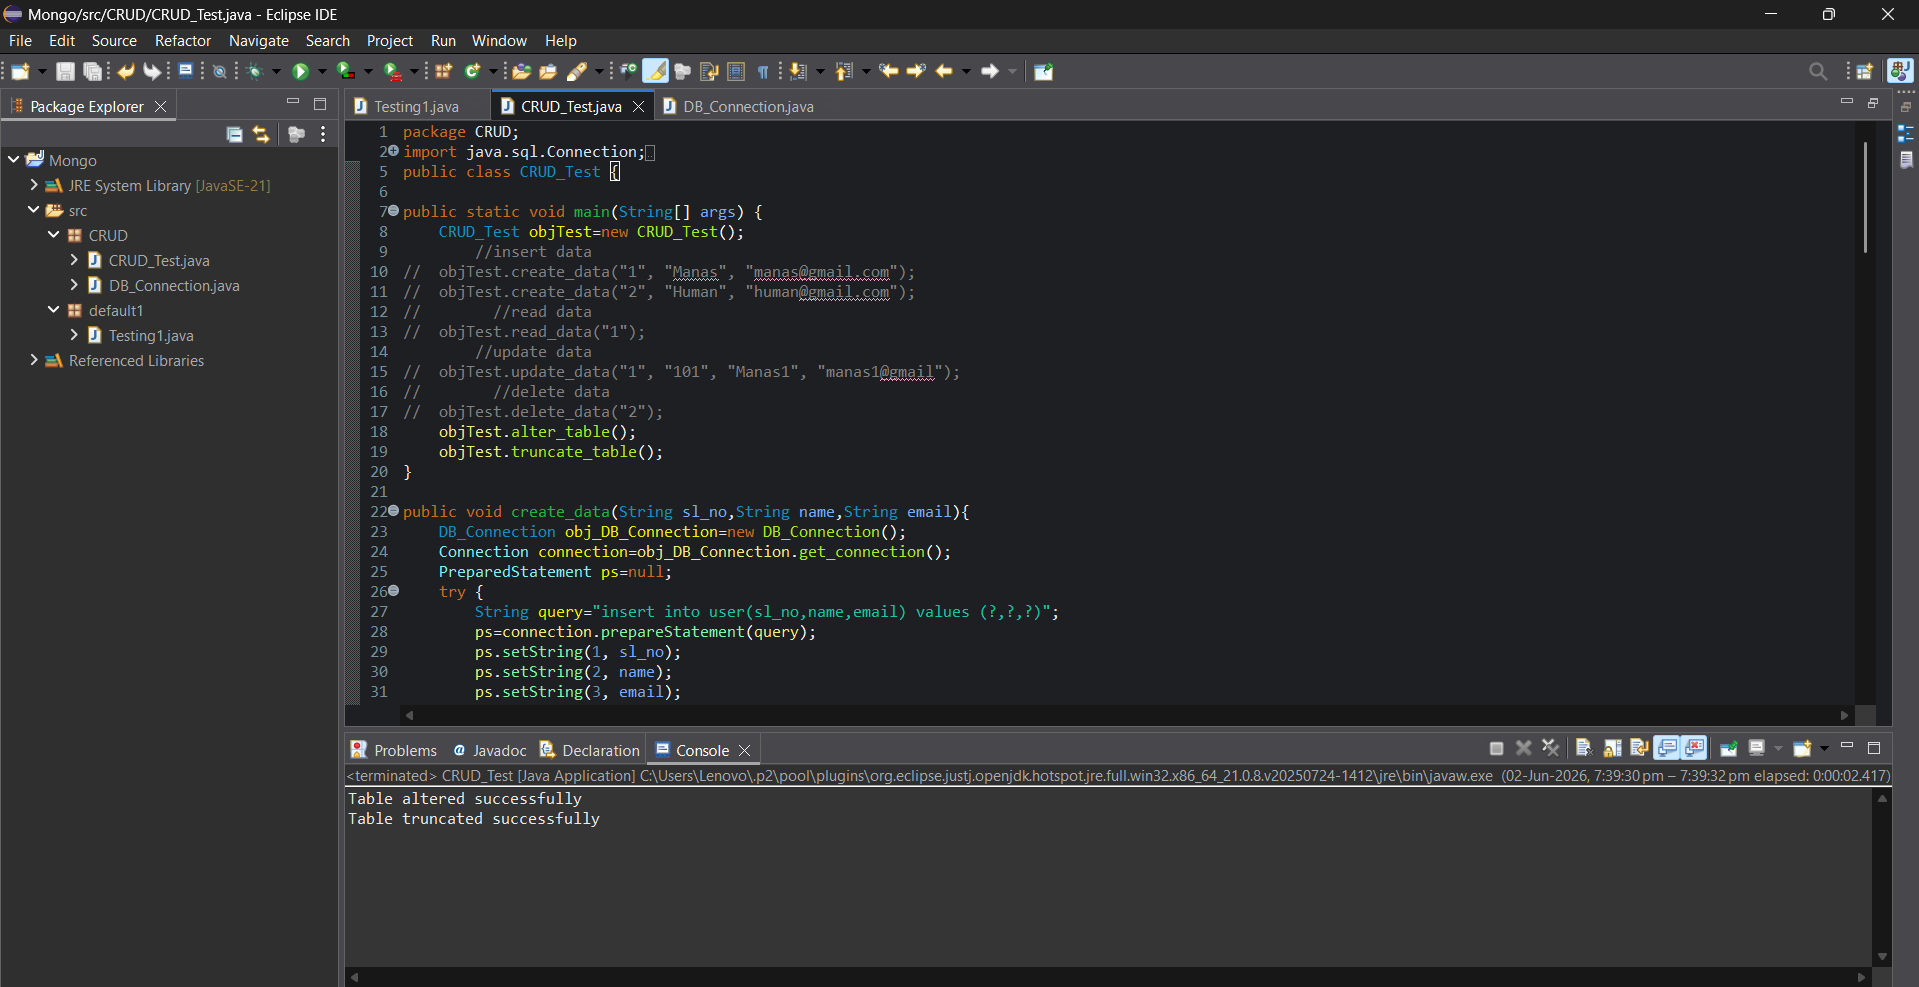 Mongo/src/CRUD/CRUD_Test.java - Eclipse IDE
File Edit Source Refactor Navigate Search Project Run Window Help
Package Explorer
Testing1.java CRUD_Test.java DB_Connection.java
Mongo
JRE System Library [JavaSE-21]
src
CRUD
CRUD_Test.java
DB_Connection.java
default1
Testing1.java
Referenced Libraries
1 package CRUD;
2 import java.sql.Connection;
5 public class CRUD_Test {
6
7 public static void main(String[] args) {
8 CRUD_Test objTest=new CRUD_Test();
9 //insert data
10 // objTest.create_data("1", "Manas", "manas@gmail.com");
11 // objTest.create_data("2", "Human", "human@gmail.com");
12 // //read data
13 // objTest.read_data("1");
14 //update data
15 // objTest.update_data("1", "101", "Manas1", "manas1@gmail");
16 // //delete data
17 // objTest.delete_data("2");
18 objTest.alter_table();
19 objTest.truncate_table();
20 }
21
22 public void create_data(String sl_no,String name,String email){
23 DB_Connection obj_DB_Connection=new DB_Connection();
24 Connection connection=obj_DB_Connection.get_connection();
25 PreparedStatement ps=null;
26 try {
27 String query="insert into user(sl_no,name,email) values (?,?,?)";
28 ps=connection.prepareStatement(query);
29 ps.setString(1, sl_no);
30 ps.setString(2, name);
31 ps.setString(3, email);
Problems Javadoc Declaration Console
<terminated> CRUD_Test [Java Application] C:\Users\Lenovo\.p2\pool\plugins\org.eclipse.justj.openjdk.hotspot.jre.full.win32.x86_64_21.0.8.v20250724-1412\jre\bin\javaw.exe (02-Jun-2026, 7:39:30 pm – 7:39:32 pm elapsed: 0:00:02.417)
Table altered successfully
Table truncated successfully